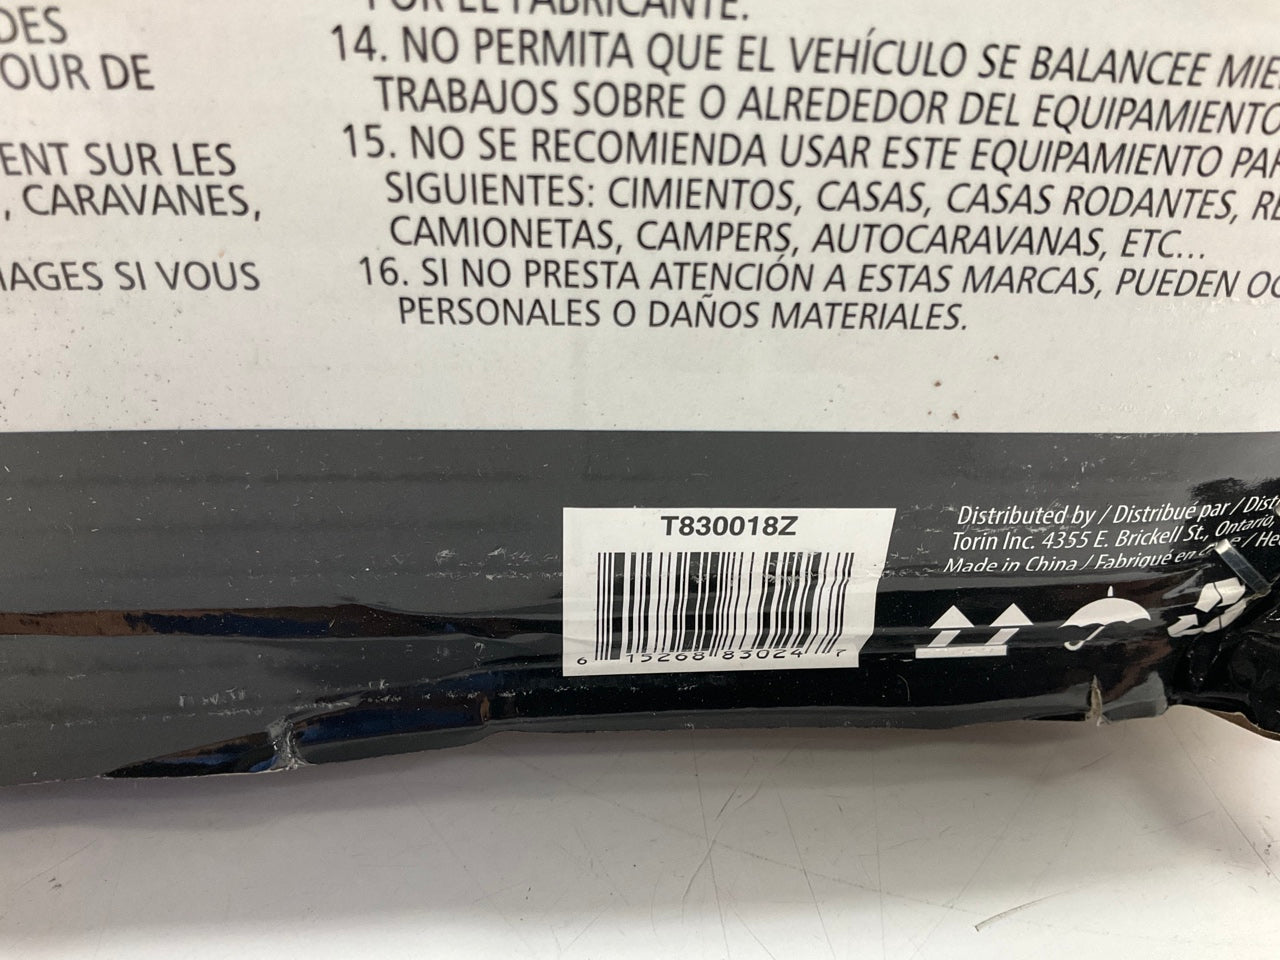 DES
OUR DE
ENT SUR LES
, CARAVANES,
MAGES SI VOUS
POR EL FABRICANTE.
14. NO PERMITA QUE EL VEHÍCULO SE BALANCEE
TRABAJOS SOBRE O ALREDEDOR DEL EQUIPAMIENTO
15. NO SE RECOMIENDA USAR ESTE EQUIPAMIENTO
SIGUIENTES: CIMIENTOS, CASAS, CASAS RODANTES,
CAMIONETAS, CAMPERS, AUTOCARAVANAS, ETC...
16. SI NO PRESTA ATENCIÓN A ESTAS MARCAS, PUEDEN
PERSONALES O DAÑOS MATERIALES.
T830018Z
6 15268 83024 7
Distributed by / Distribué par /
Torin Inc. 4355 E. Brickell St., Ontario,
Made in China / Fabriqué en